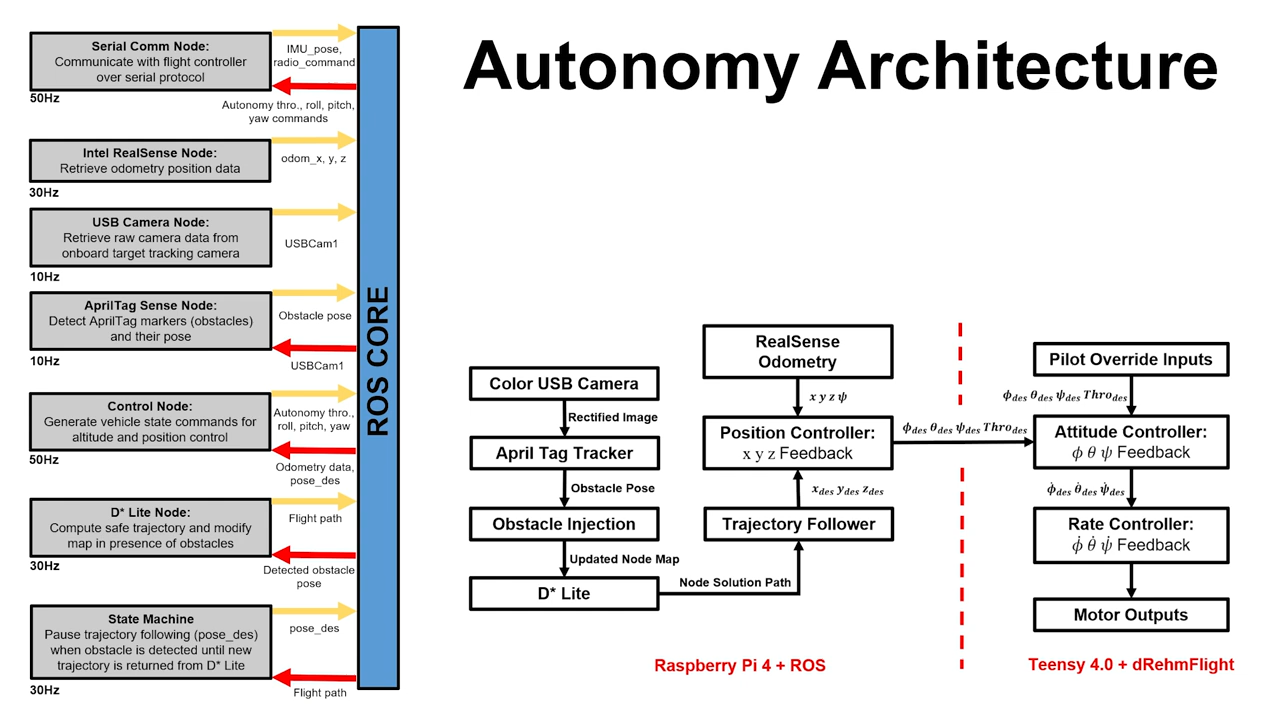 Autonomy Architecture
Serial Comm Node:
Communicate with flight controller
over serial protocol
50Hz
IMU_pose,
radio_command
Autonomy thro., roll, pitch,
yaw commands
Intel RealSense Node:
Retrieve odometry position data
30Hz
odom_x, y, z
USB Camera Node:
Retrieve raw camera data from
onboard target tracking camera
10Hz
USBCam1
AprilTag Sense Node:
Detect AprilTag markers (obstacles)
and their pose
10Hz
Obstacle pose
USBCam1
Control Node:
Generate vehicle state commands for
altitude and position control
50Hz
Autonomy thro.,
roll, pitch, yaw
Odometry data,
pose_des
D* Lite Node:
Compute safe trajectory and modify
map in presence of obstacles
30Hz
Flight path
Detected obstacle
pose
State Machine
Pause trajectory following (pose_des)
when obstacle is detected until new
trajectory is returned from D* Lite
30Hz
pose_des
Flight path
ROS CORE
Color USB Camera
Rectified Image
April Tag Tracker
Obstacle Pose
Obstacle Injection
Updated Node Map
D* Lite
Node Solution Path
RealSense
Odometry
x y z ψ
Position Controller:
x y z Feedback
x_des y_des z_des
Trajectory Follower
ϕ_des θ_des ψ_des Thro_des
Raspberry Pi 4 + ROS
Pilot Override Inputs
ϕ_des θ_des ψ_des Thro_des
Attitude Controller:
ϕ θ ψ Feedback
ϕ̇_des θ̇_des ψ̇_des
Rate Controller:
ϕ̇ θ̇ ψ̇ Feedback
Motor Outputs
Teensy 4.0 + dRehmFlight